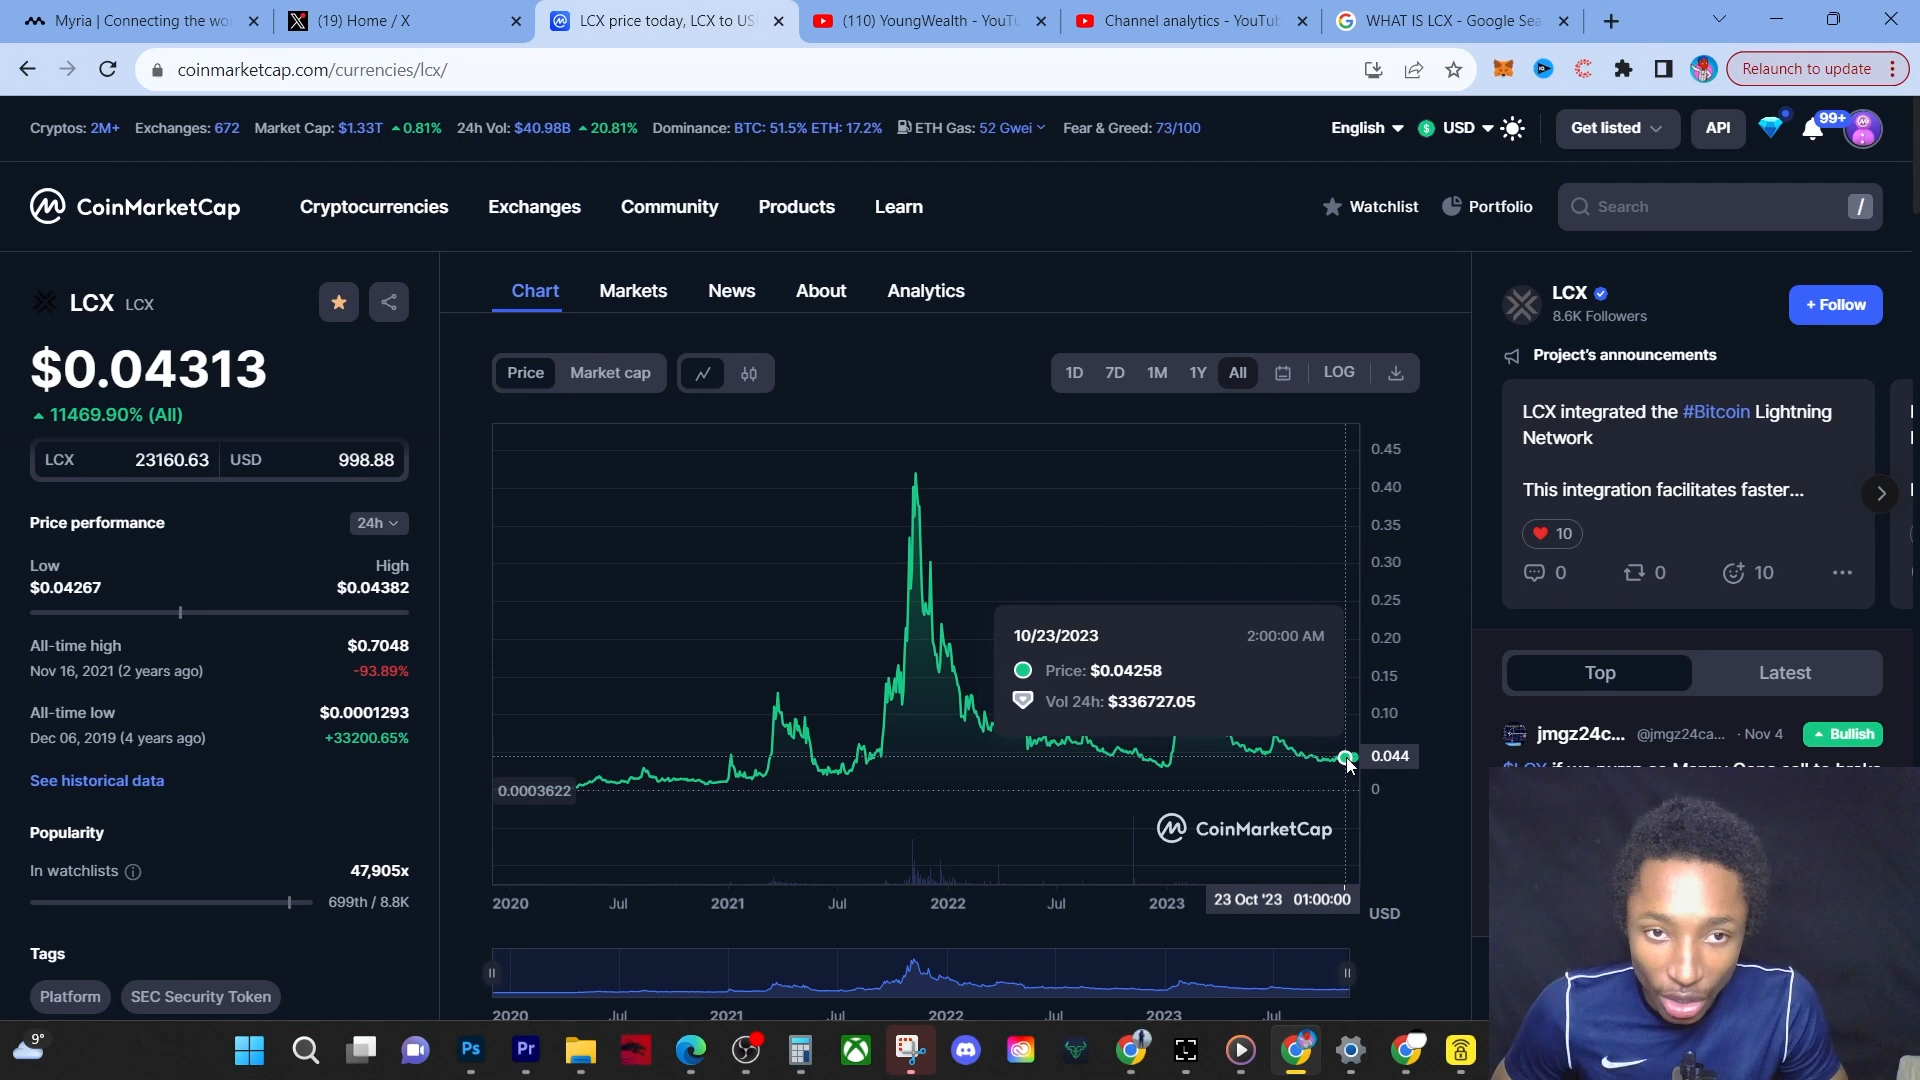 Myria | Connecting the wo
(19) Home / X
LCX price today, LCX to US
(110) YoungWealth - YouTu
Channel analytics - YouTub
WHAT IS LCX - Google Sea
coinmarketcap.com/currencies/lcx/
Relaunch to update
Cryptos: 2M+ Exchanges: 672 Market Cap: $1.33T 0.81% 24h Vol: $40.98B 20.81% Dominance: BTC: 51.5% ETH: 17.2% ETH Gas: 52 Gwei Fear & Greed: 73/100
English $ USD Get listed API 99+
CoinMarketCap Cryptocurrencies Exchanges Community Products Learn
Watchlist Portfolio Search /
LCX LCX
$0.04313
11469.90% (All)
LCX 23160.63 USD 998.88
Price performance 24h
Low High
$0.04267 $0.04382
All-time high $0.7048
Nov 16, 2021 (2 years ago) -93.89%
All-time low $0.0001293
Dec 06, 2019 (4 years ago) +33200.65%
See historical data
Popularity
In watchlists 47,905x
699th / 8.8K
Tags
Platform SEC Security Token
Chart Markets News About Analytics
Price Market cap
1D 7D 1M 1Y All LOG
0.45
0.40
0.35
0.30
0.25
0.20
0.15
0.10
0.044
0
0.0003622
10/23/2023 2:00:00 AM
Price: $0.04258
Vol 24h: $336727.05
CoinMarketCap
2020 Jul 2021 Jul 2022 Jul 2023
23 Oct '23 01:00:00
USD
2020 Jul 2021 Jul 2022 Jul 2023 Jul
LCX
8.6K Followers
+ Follow
Project's announcements
LCX integrated the #Bitcoin Lightning
Network
This integration facilitates faster...
10
0 0 10
Top Latest
jmgz24c... @jmgz24ca... · Nov 4 Bullish
9°
Ps Pr